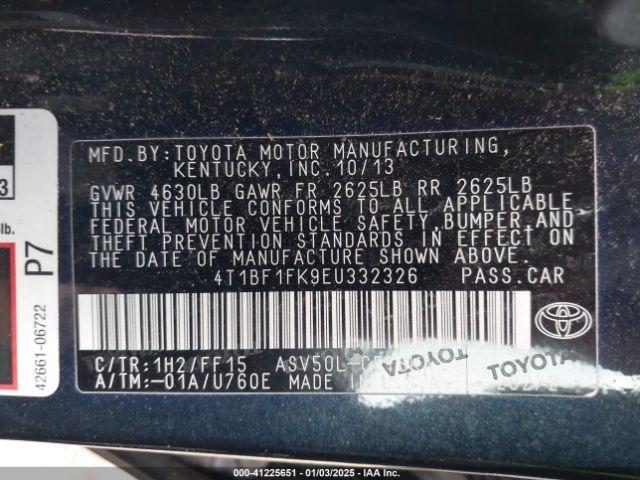 MFD.BY:TOYOTA MOTOR MANUFACTURING,
KENTUCKY,INC. 10/13
GVWR 4630LB GAWR FR 2625LB RR 2625LB
THIS VEHICLE CONFORMS TO ALL APPLICABLE
FEDERAL MOTOR VEHICLE SAFETY,BUMPER,AND
THEFT PREVENTION STANDARDS IN EFFECT ON
THE DATE OF MANUFACTURE SHOWN ABOVE.
4T1BF1FK9EU332326 PASS.CAR
C/TR:1H2/FF15 ASV50L-
A/TM:-01A/U760E MADE IN
TOYOTA
TOYOTA
3
lb.
P7
42661-06722
000-41225651 - 01/03/2025 - IAA Inc.